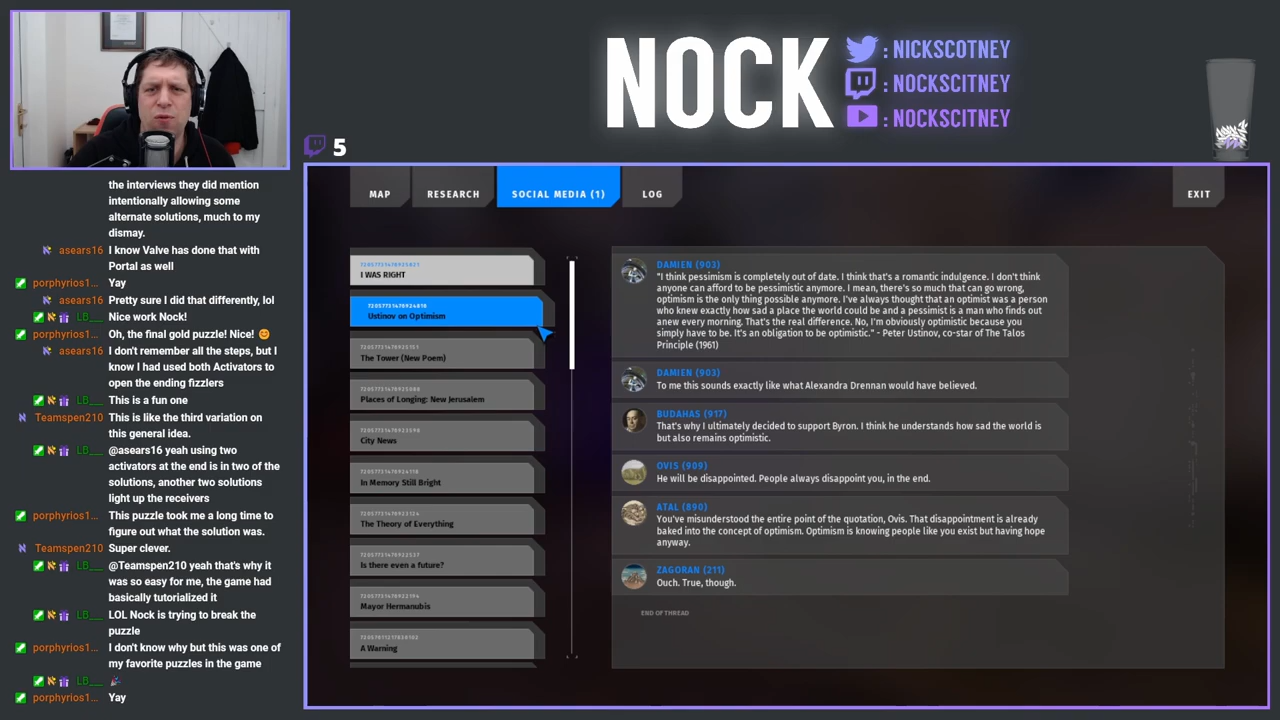 NOCK
: NICKSCOTNEY
: NOCKSCITNEY
: NOCKSCITNEY
5
the interviews they did mention
intentionally allowing some
alternate solutions, much to my
dismay.
asears16 I know Valve has done that with
Portal as well
porphyrios1... Yay
asears16 Pretty sure I did that differently, lol
LB__ Nice work Nock!
porphyrios1... Oh, the final gold puzzle! Nice! 😊
asears16 I don't remember all the steps, but I
know I had used both Activators to
open the ending fizzlers
LB__ This is a fun one
Teamspen210 This is like the third variation on
this general idea.
LB__ @asears16 yeah using two
activators at the end is in two of the
solutions, another two solutions
light up the receivers
porphyrios1... This puzzle took me a long time to
figure out what the solution was.
Teamspen210 Super clever.
LB__ @Teamspen210 yeah that's why it
was so easy for me, the game had
basically tutorialized it
LB__ LOL Nock is trying to break the
puzzle
porphyrios1... I don't know why but this was one of
my favorite puzzles in the game
LB__ 🎉
porphyrios1... Yay
MAP
RESEARCH
SOCIAL MEDIA (1)
LOG
EXIT
I WAS RIGHT
Ustinov on Optimism
The Tower (New Poem)
Places of Longing: New Jerusalem
City News
In Memory Still Bright
The Theory of Everything
Is there even a future?
Mayor Hermanubis
A Warning
DAMIEN (903)
"I think pessimism is completely out of date. I think that's a romantic indulgence. I don't think
anyone can afford to be pessimistic anymore. I mean, there's so much that can go wrong,
optimism is the only thing possible anymore. I've always thought that an optimist was a person
who knew exactly how sad a place the world could be and a pessimist is a man who finds out
anew every morning. That's the real difference. No, I'm obviously optimistic because you
simply have to be. It's an obligation to be optimistic." - Peter Ustinov, co-star of The Talos
Principle (1961)
DAMIEN (903)
To me this sounds exactly like what Alexandra Drennan would have believed.
BUDAHAS (917)
That's why I ultimately decided to support Byron. I think he understands how sad the world is
but also remains optimistic.
OVIS (909)
He will be disappointed. People always disappoint you, in the end.
ATAL (890)
You've misunderstood the entire point of the quotation, Ovis. That disappointment is already
baked into the concept of optimism. Optimism is knowing people like you exist but having hope
anyway.
ZAGORAN (211)
Ouch. True, though.
END OF THREAD